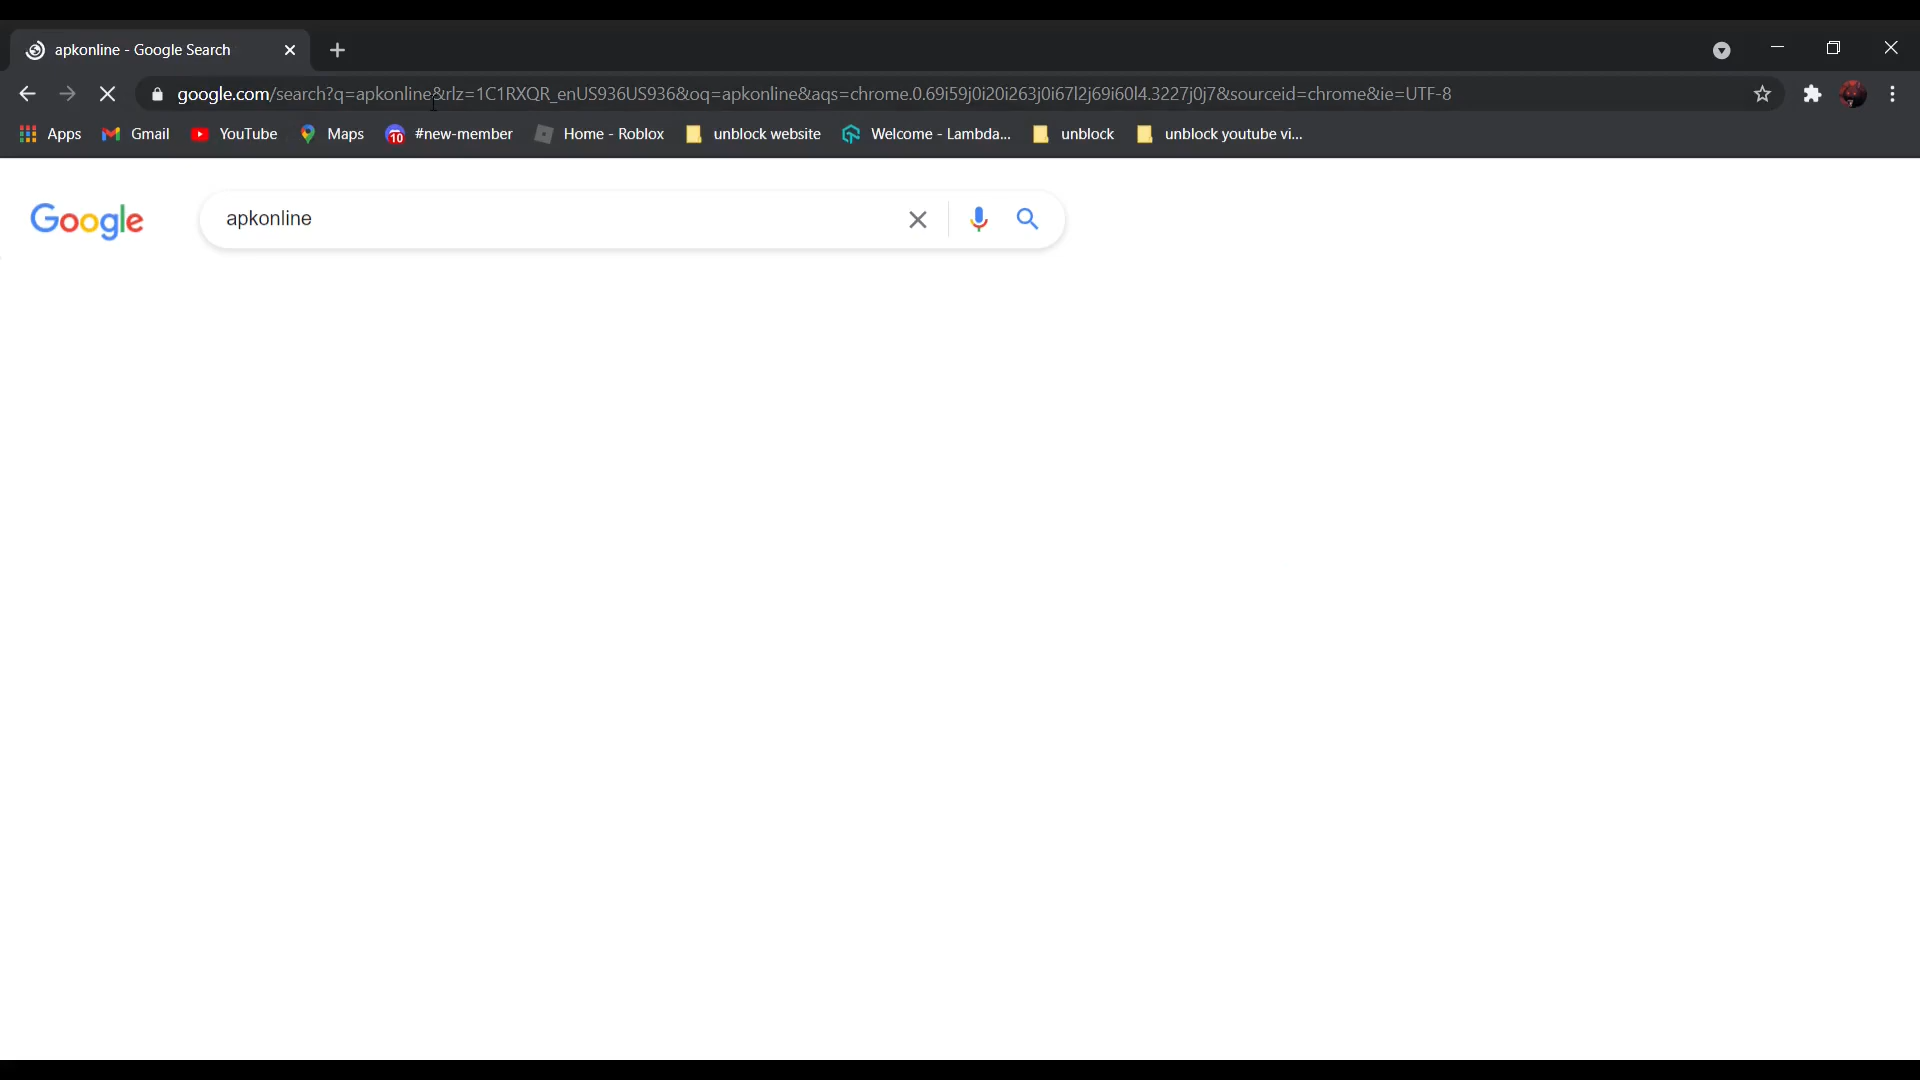 apkonline - Google Search
google.com/search?q=apkonline&rlz=1C1RXQR_enUS936US936&oq=apkonline&aqs=chrome.0.69i59j0i20i263j0i67l2j69i60l4.3227j0j7&sourceid=chrome&ie=UTF-8
Apps Gmail YouTube Maps 10 #new-member Home - Roblox unblock website Welcome - Lambda... unblock unblock youtube vi...
Google apkonline